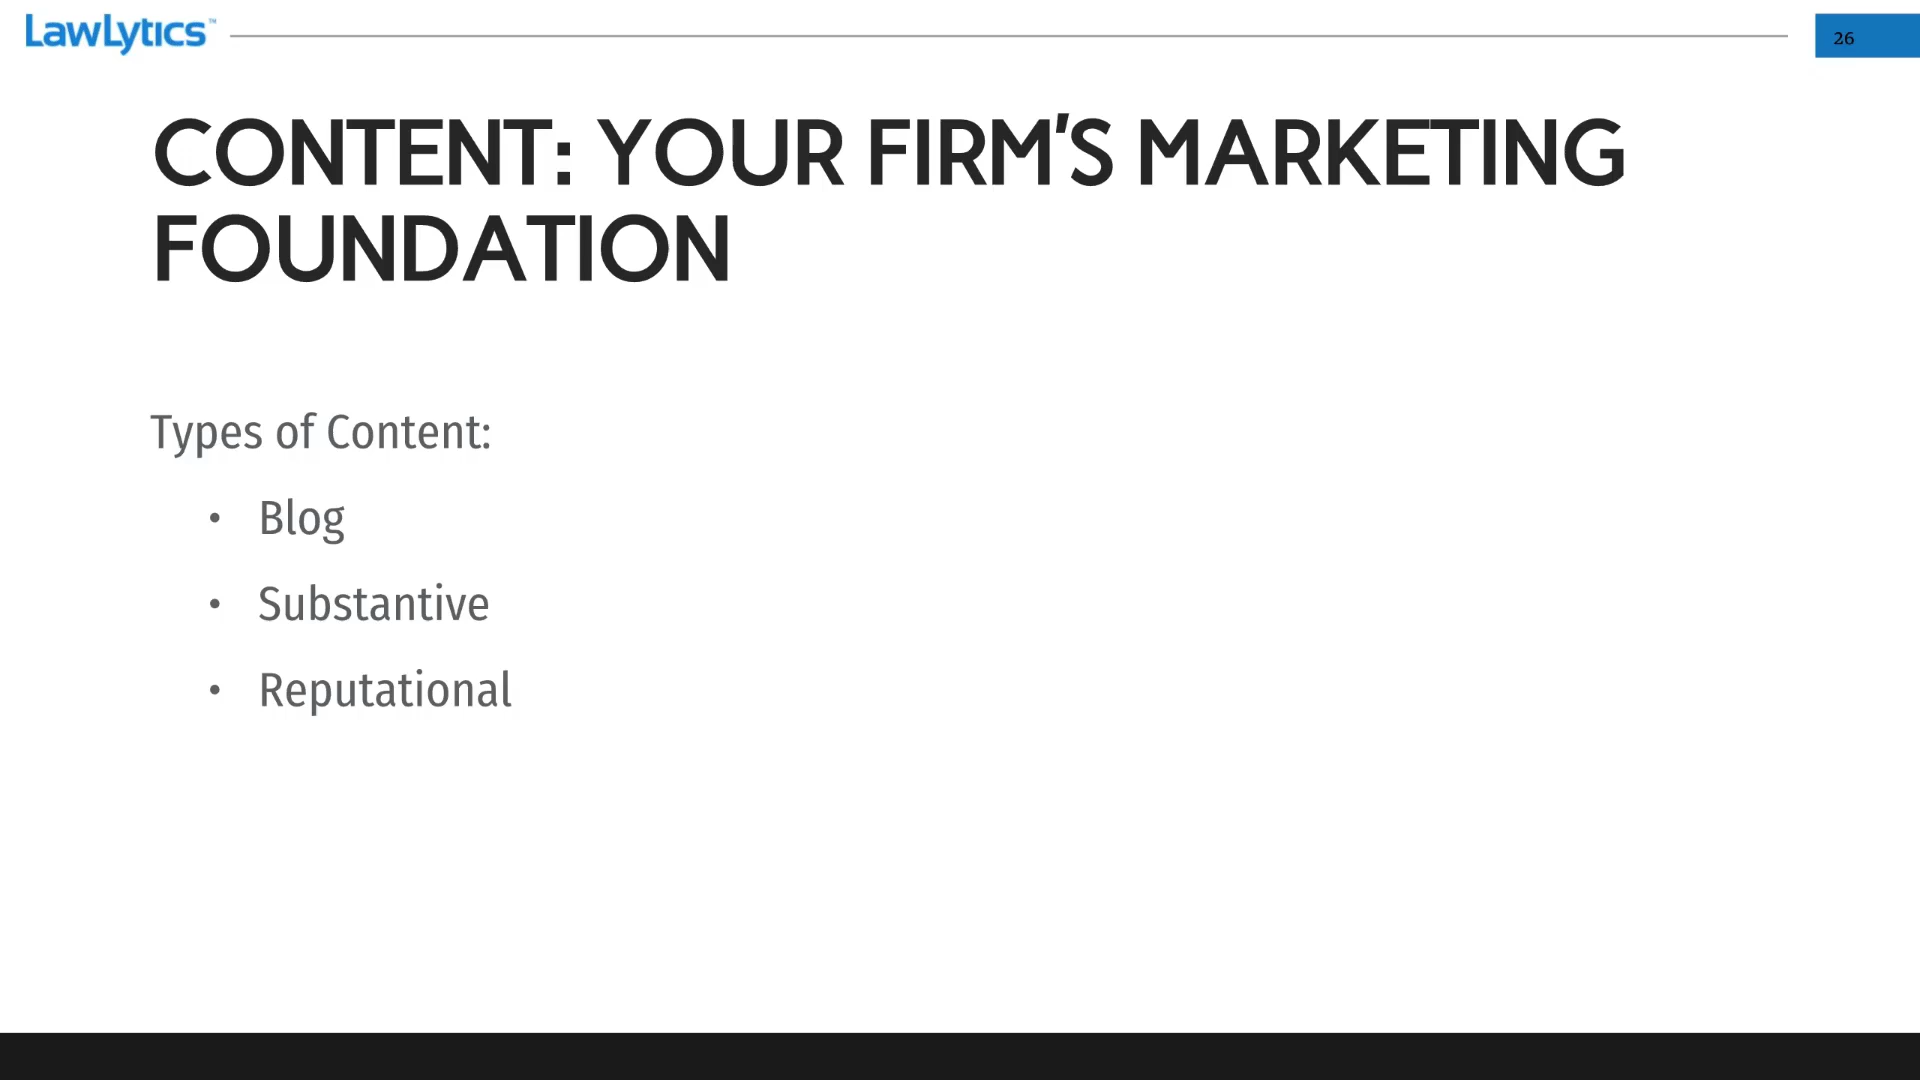 LawLytics™
26
CONTENT: YOUR FIRM'S MARKETING
FOUNDATION
Types of Content:
• Blog
• Substantive
• Reputational